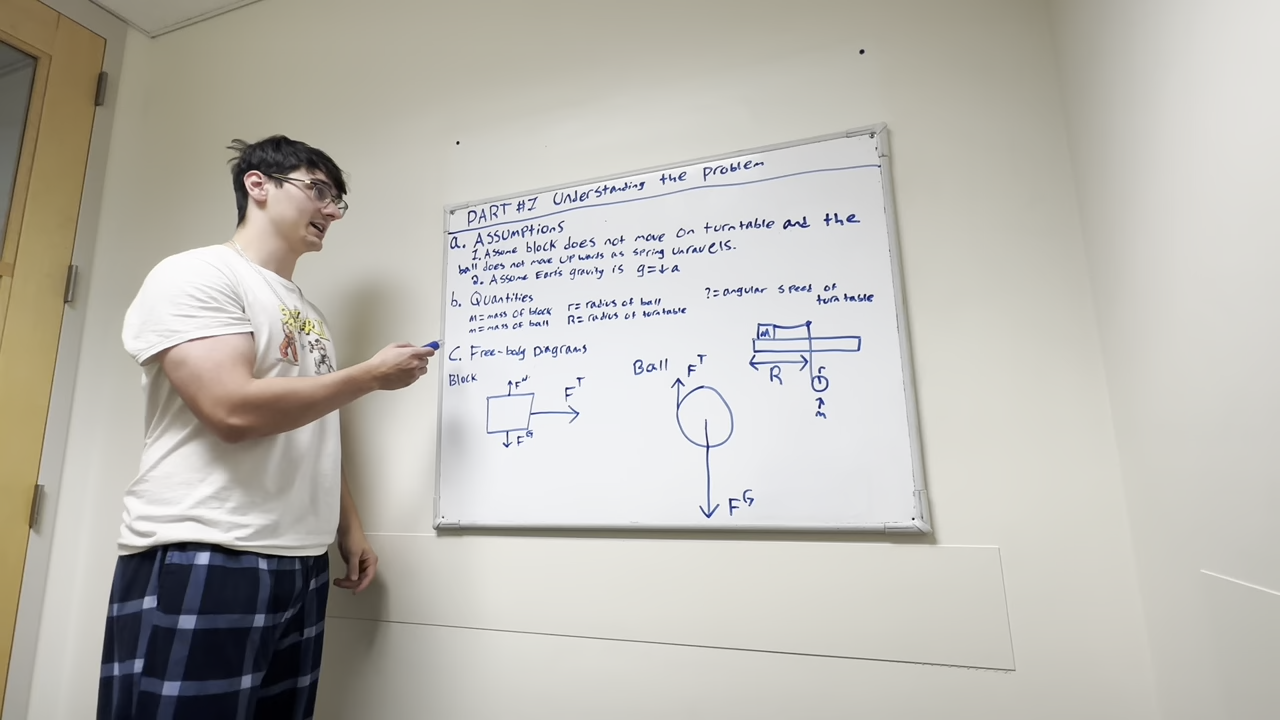 PART #I Understanding the Problem
a. Assumptions
1. Assume block does not move on turntable and the
ball does not move upwards as spring unravels.
2. Assume Earth's gravity is g=↓a
b. Quantities
m=mass of block r=radius of ball
m=mass of ball R=radius of turntable
?=angular speed of
turntable
C. Free-body Diagrams
Block
F^N
F^T
F^G
Ball
F^T
F^G
M
R
r
m